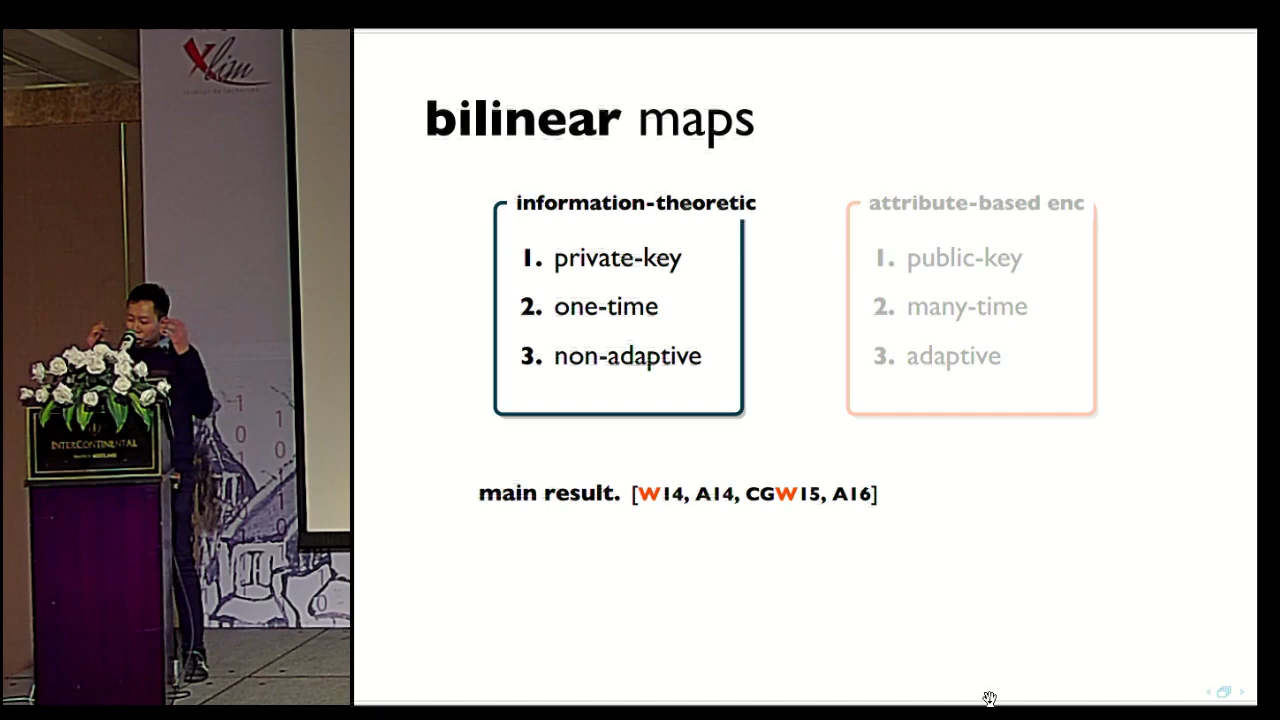 Xlim
INTERCONTINENTAL
bilinear maps
information-theoretic
1. private-key
2. one-time
3. non-adaptive
attribute-based enc
1. public-key
2. many-time
3. adaptive
main result. [W14, A14, CGW15, A16]